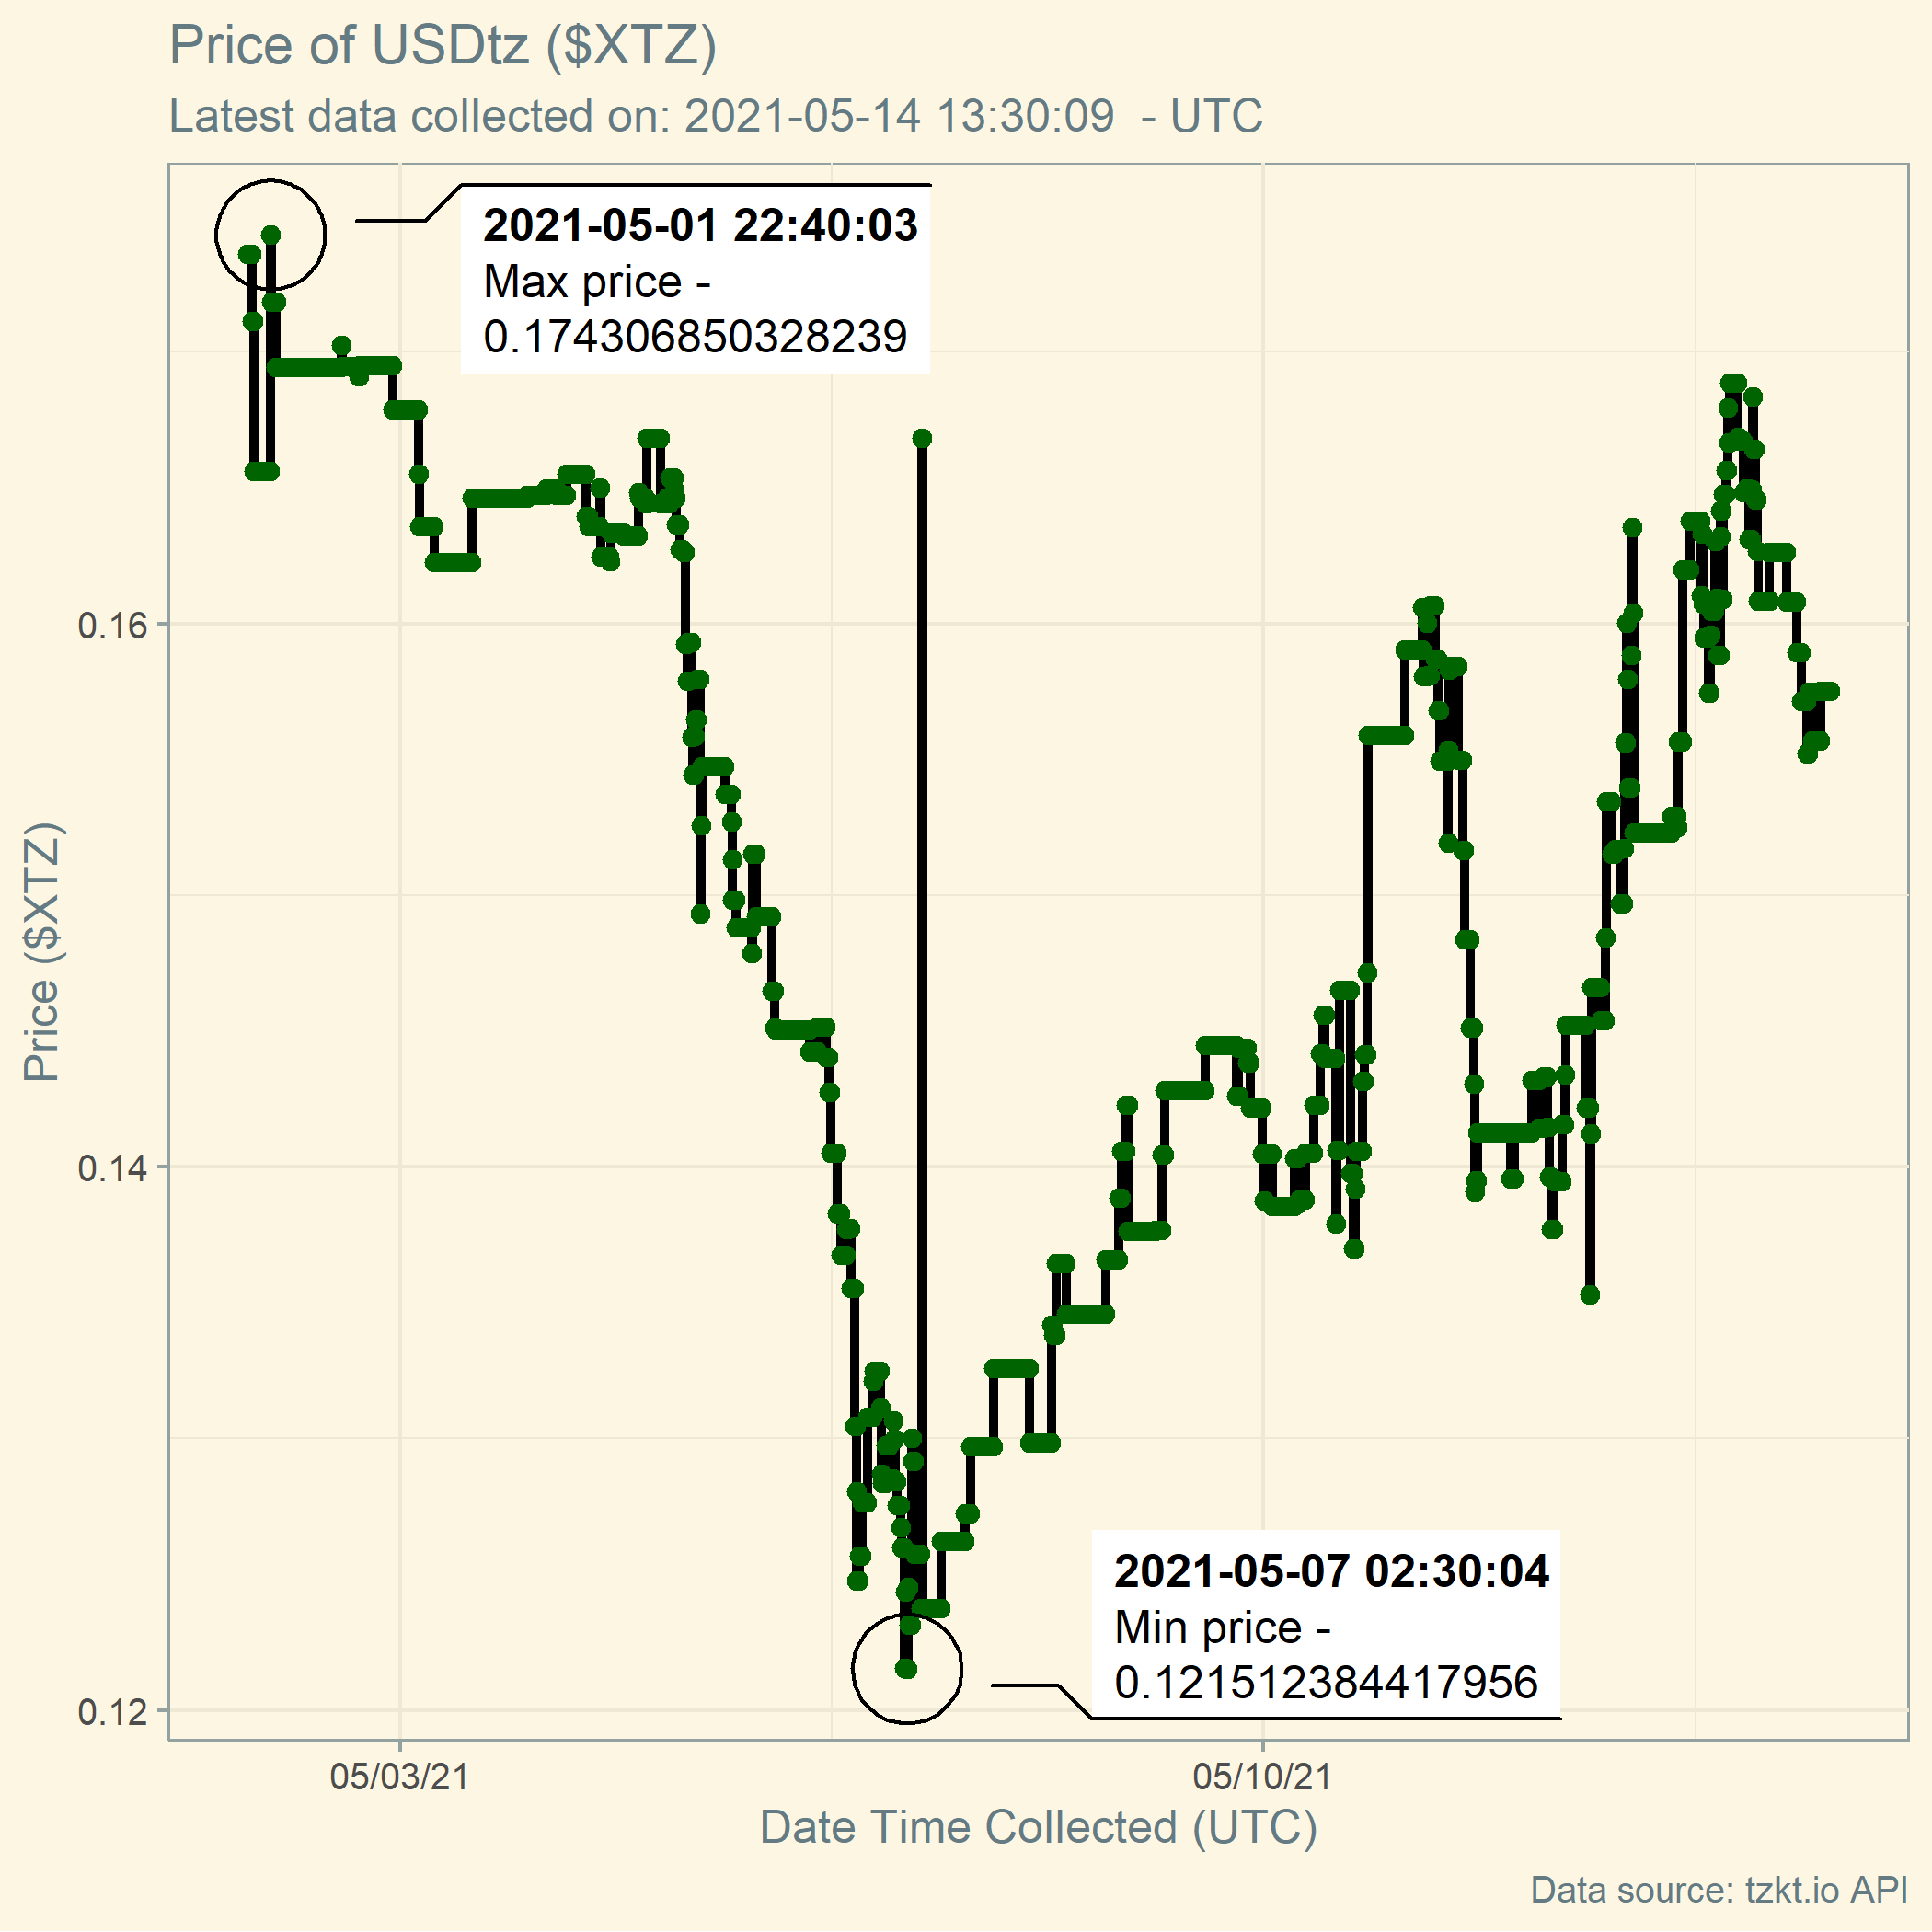 Price of USDtz ($XTZ)
Latest data collected on: 2021-05-14 13:30:09  - UTC
2021-05-01 22:40:03
Max price -
0.174306850328239
0.16
0.14
0.12
Price ($XTZ)
2021-05-07 02:30:04
Min price -
0.121512384417956
05/03/21
05/10/21
Date Time Collected (UTC)
Data source: tzkt.io API